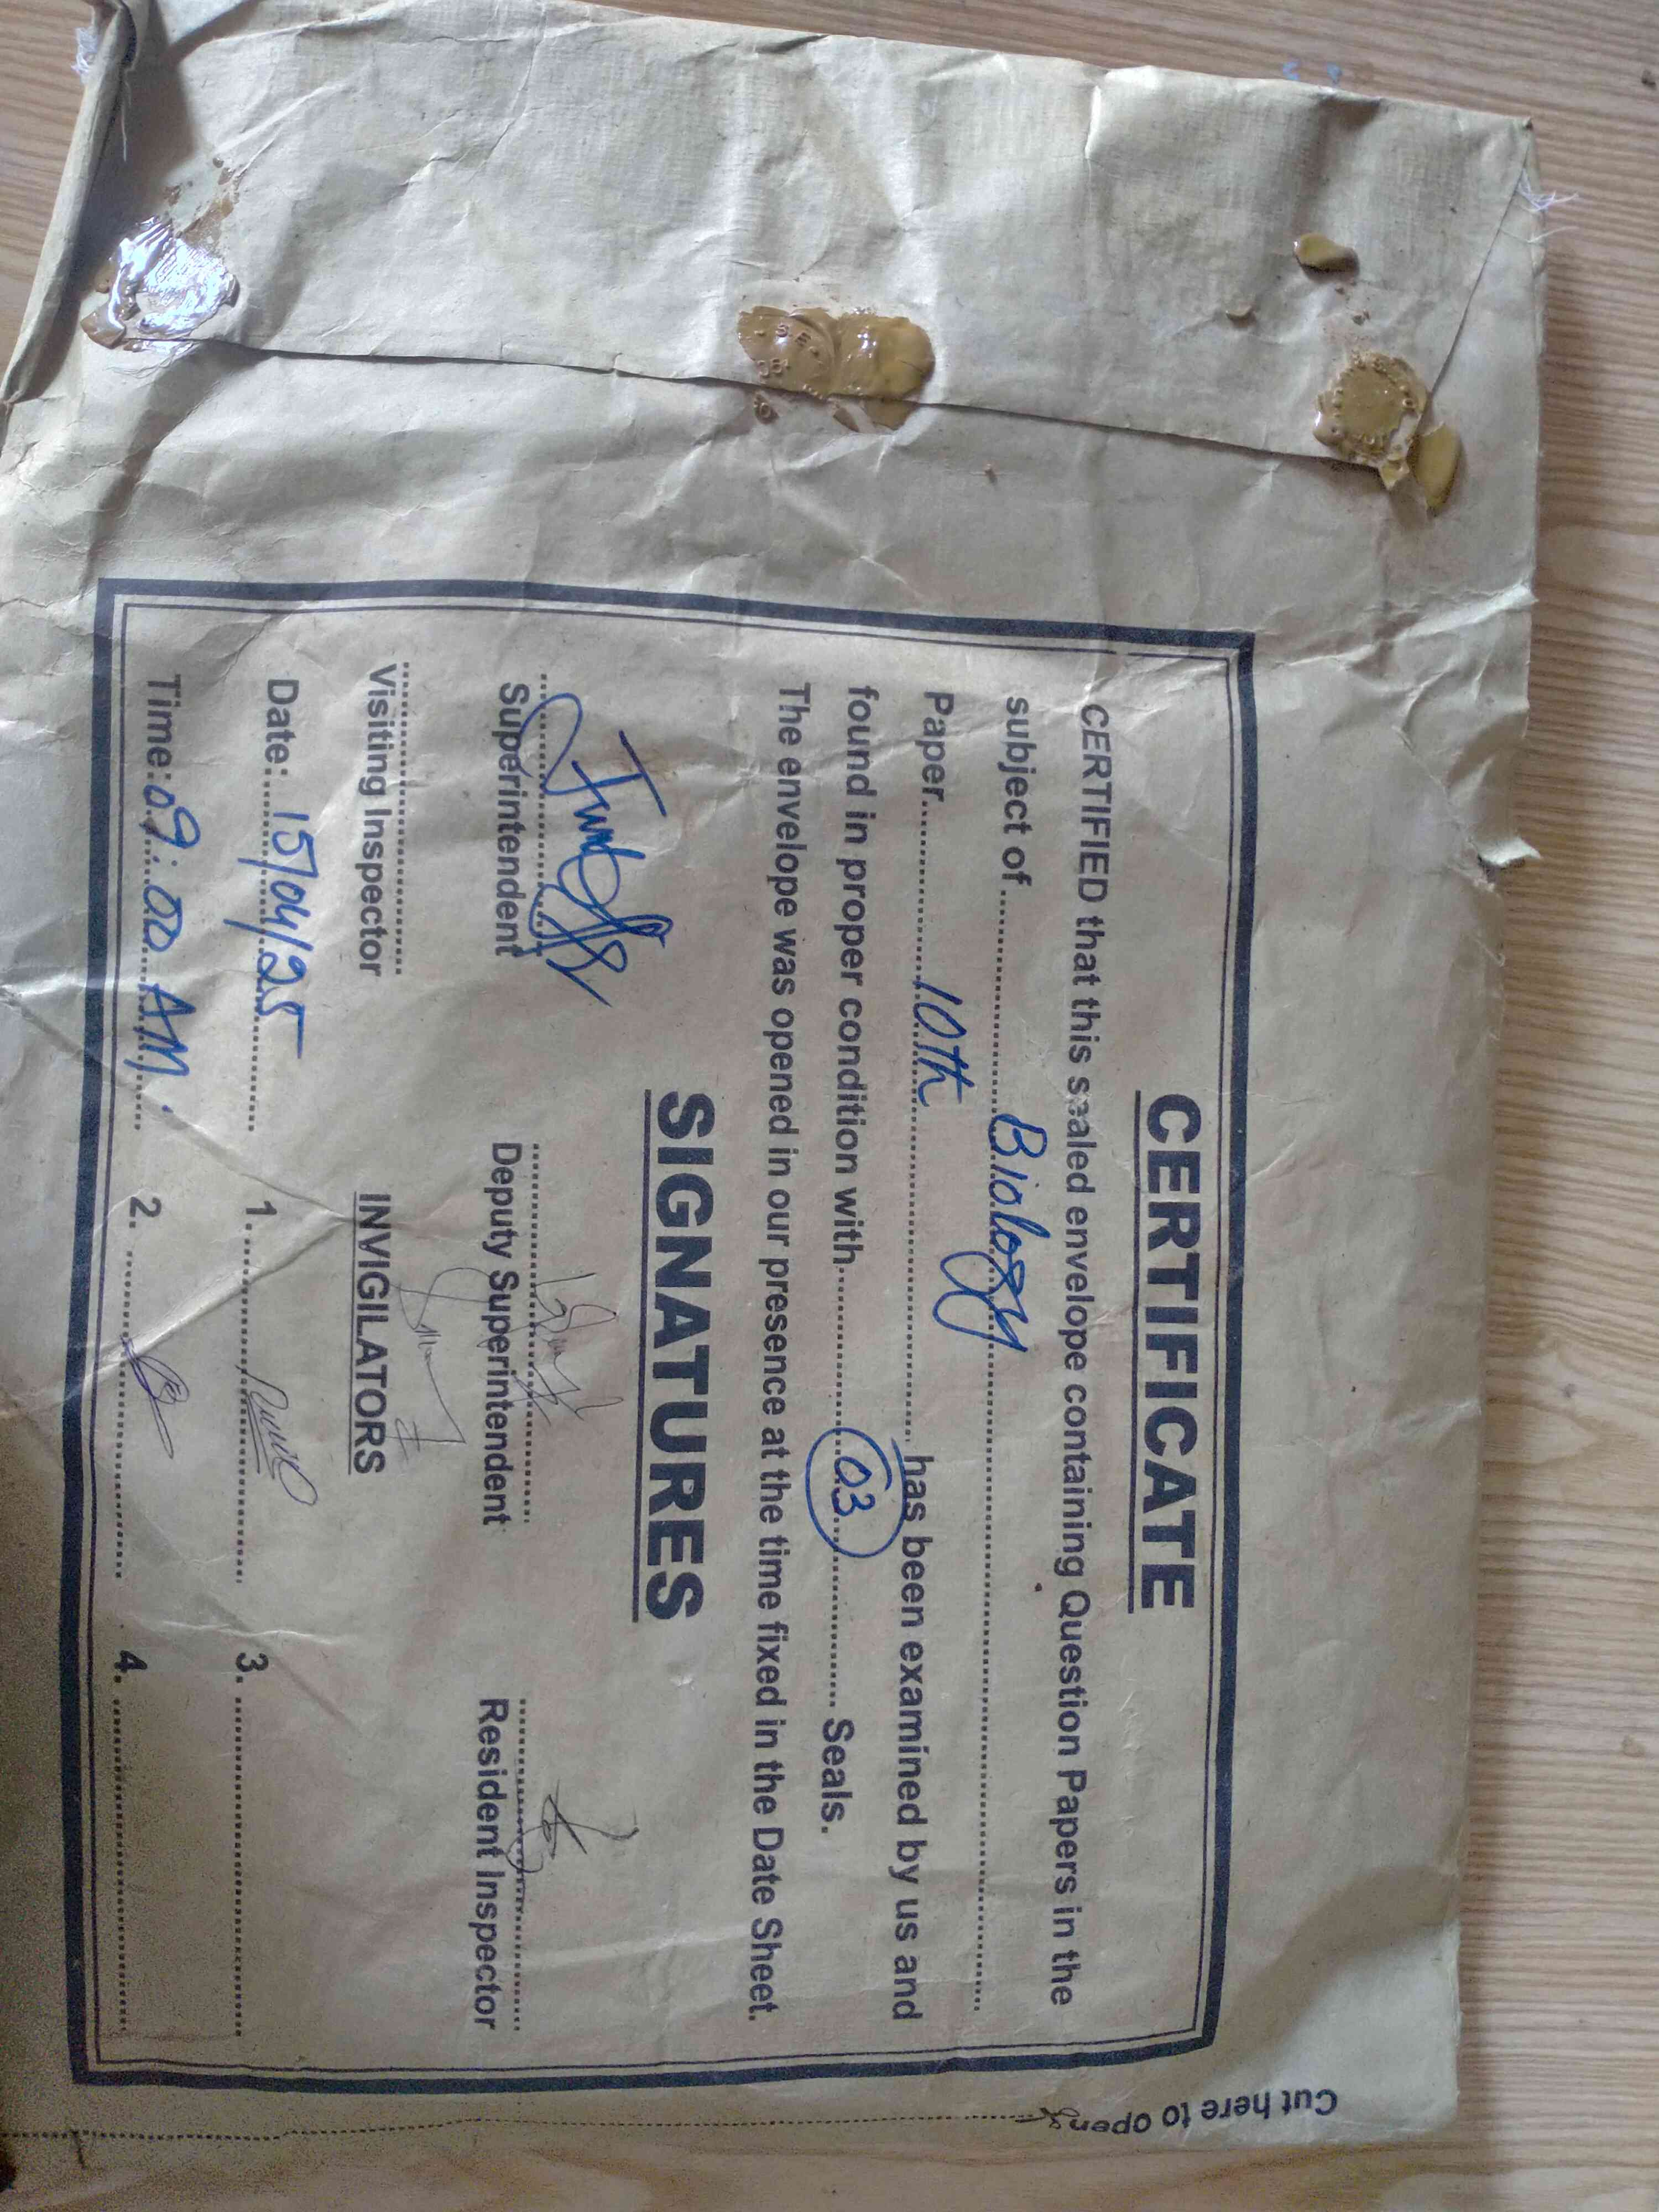 CERTIFICATE
CERTIFIED that this sealed envelope containing Question Papers in the
subject of Biology
Paper 10th has been examined by us and
found in proper condition with 03 Seals.
The envelope was opened in our presence at the time fixed in the Date Sheet.
SIGNATURES
Superintendent Deputy Superintendent Resident Inspector
Visiting Inspector INVIGILATORS
Date: 15/04/25 1. 3.
Time: 09:00 AM. 2. 4.
Cut here to open